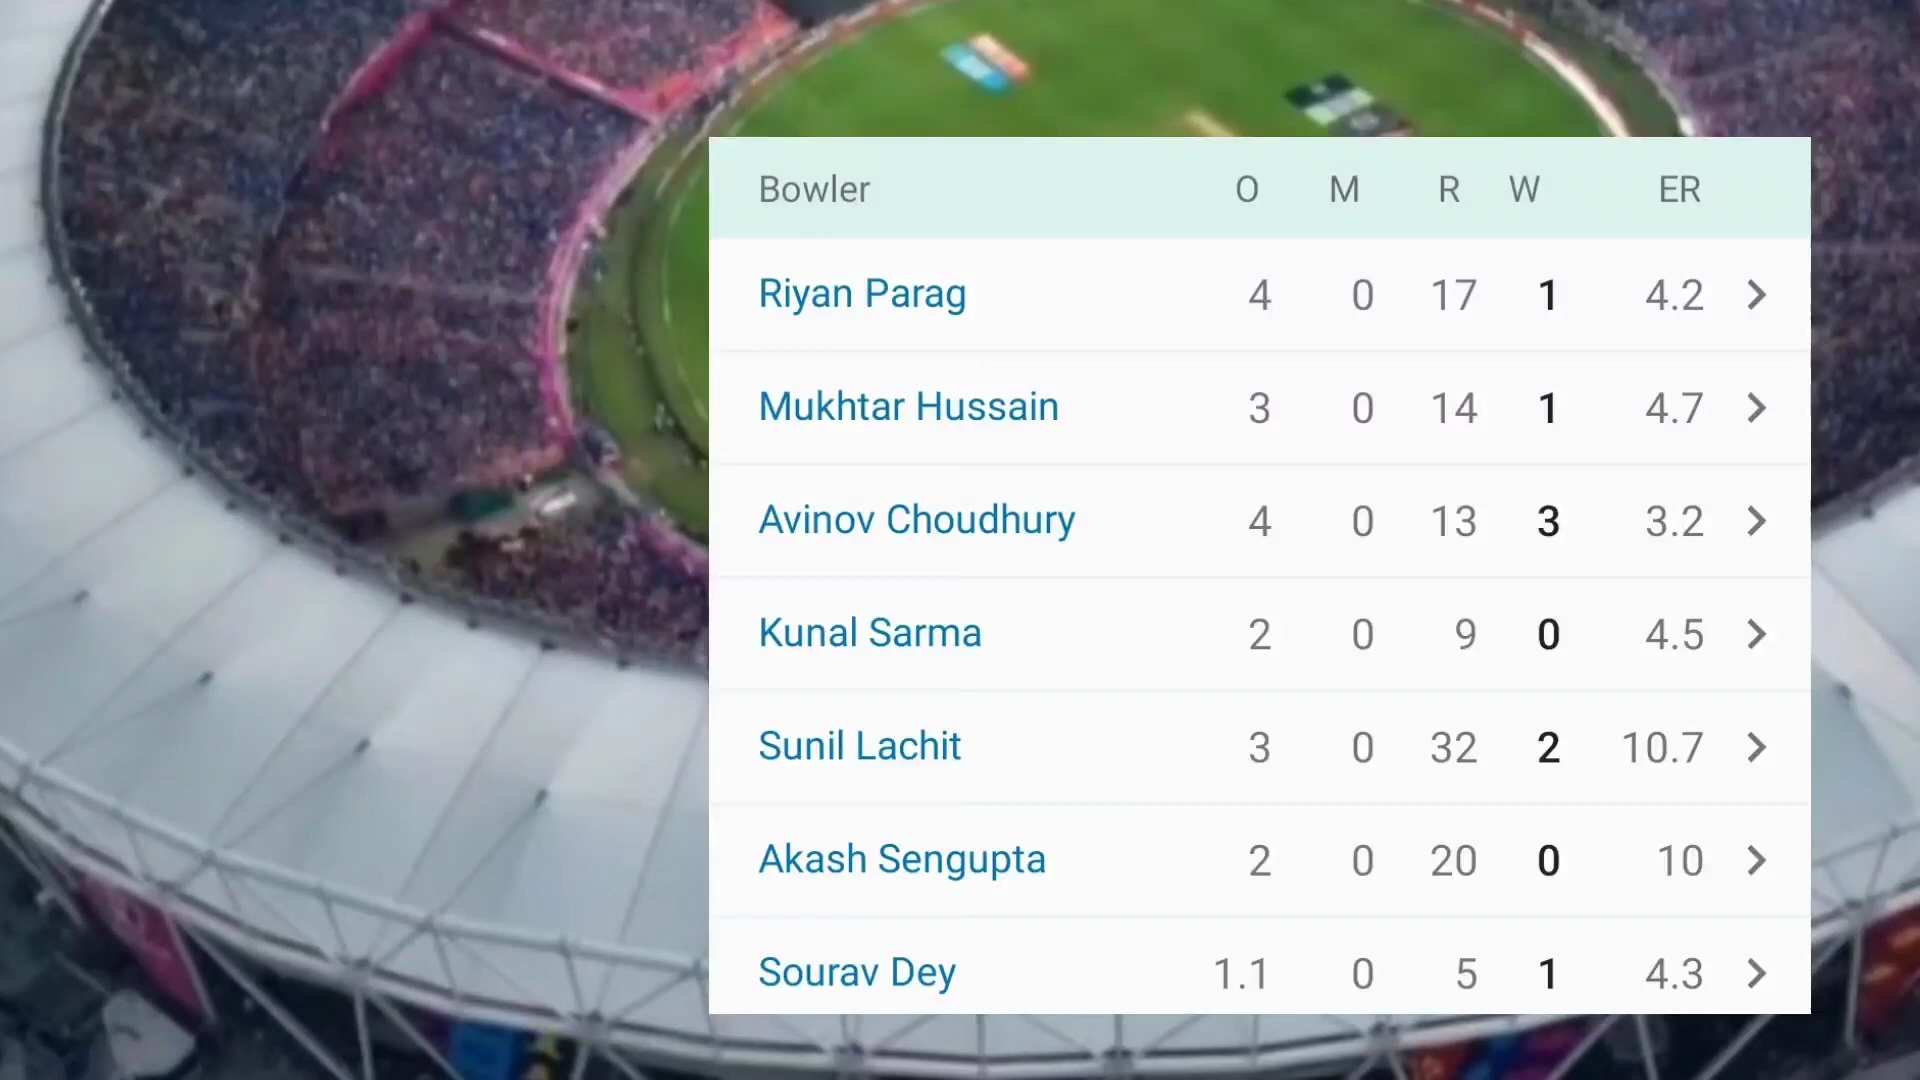 Bowler O M R W ER
Riyan Parag 4 0 17 1 4.2
Mukhtar Hussain 3 0 14 1 4.7
Avinov Choudhury 4 0 13 3 3.2
Kunal Sarma 2 0 9 0 4.5
Sunil Lachit 3 0 32 2 10.7
Akash Sengupta 2 0 20 0 10
Sourav Dey 1.1 0 5 1 4.3